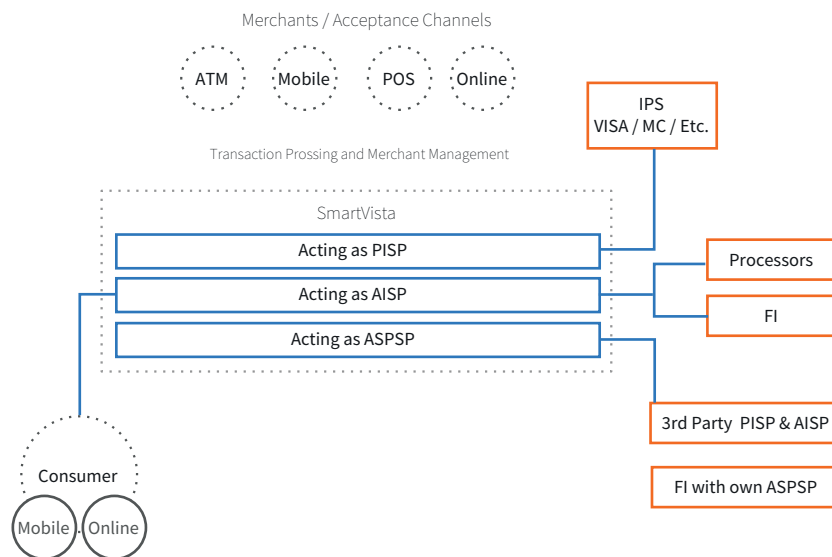 Merchants / Acceptance Channels
ATM
Mobile
POS
Online
IPS
VISA / MC / Etc.
Transaction Prossing and Merchant Management
SmartVista
Acting as PISP
Processors
Acting as AISP
FI
Acting as ASPSP
3rd Party PISP & AISP
Consumer
FI with own ASPSP
Mobile
Online